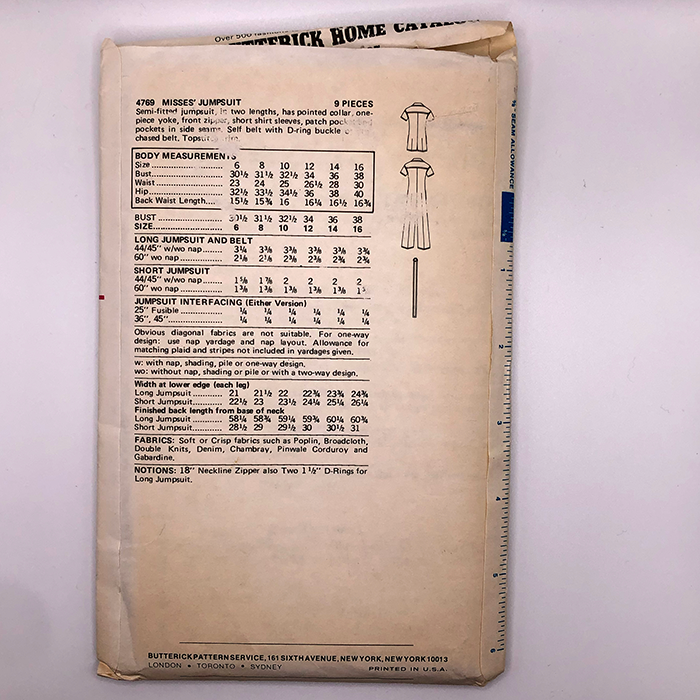 BUTTERICK HOME CATALOG
4769 MISSES' JUMPSUIT 9 PIECES
Semi-fitted jumpsuit, in two lengths, has pointed collar, one-
piece yoke, front zipper, short shirt sleeves, patch
pockets in side seams. Self belt with D-ring buckle
chased belt.
BODY MEASUREMENTS
Size 6 8 10 12 14 16
Bust 30½ 31½ 32½ 34 36 38
Waist 23 24 25 26½ 28 30
Hip 32½ 33½ 34½ 36 38 40
Back Waist Length 15½ 15¾ 16 16¼ 16½ 16¾
BUST 30½ 31½ 32½ 34 36 38
SIZE 6 8 10 12 14 16
LONG JUMPSUIT AND BELT
44/45" w/wo nap 3¼ 3⅜ 3⅜ 3⅜ 3⅜ 3¾
60" wo nap 2⅛ 2⅛ 2⅜ 2⅜ 2¾ 2¾
SHORT JUMPSUIT
44/45" w/wo nap 1⅝ 1⅞ 2 2 2 2
60" wo nap 1⅜ 1⅜ 1⅜ 1⅜ 1⅜
JUMPSUIT INTERFACING (Either Version)
25" Fusible ¼ ¼ ¼ ¼ ¼ ¼
36", 45" ¼ ¼ ¼ ¼ ¼ ¼
Obvious diagonal fabrics are not suitable. For one-way
design: use nap yardage and nap layout. Allowance for
matching plaid and stripes not included in yardages given.
w: with nap, shading, pile or one-way design.
wo: without nap, shading or pile or with a two-way design.
Width at lower edge (each leg)
Long Jumpsuit 21 21½ 22 22¾ 23¾ 24¾
Short Jumpsuit 22½ 23 23½ 24¼ 25¼ 26¼
Finished back length from base of neck
Long Jumpsuit 58¼ 58¾ 59¼ 59¾ 60¼ 60¾
Short Jumpsuit 28½ 29 29½ 30 30½ 31
FABRICS: Soft or Crisp fabrics such as Poplin, Broadcloth,
Double Knits, Denim, Chambray, Pinwale Corduroy and
Gabardine.
NOTIONS: 18" Neckline Zipper also Two 1½" D-Rings for
Long Jumpsuit.
SEAM ALLOWANCE
1
2
3
4
5
6
BUTTERICK PATTERN SERVICE, 161 SIXTH AVENUE, NEW YORK, NEW YORK 10013
LONDON • TORONTO • SYDNEY PRINTED IN U.S.A.